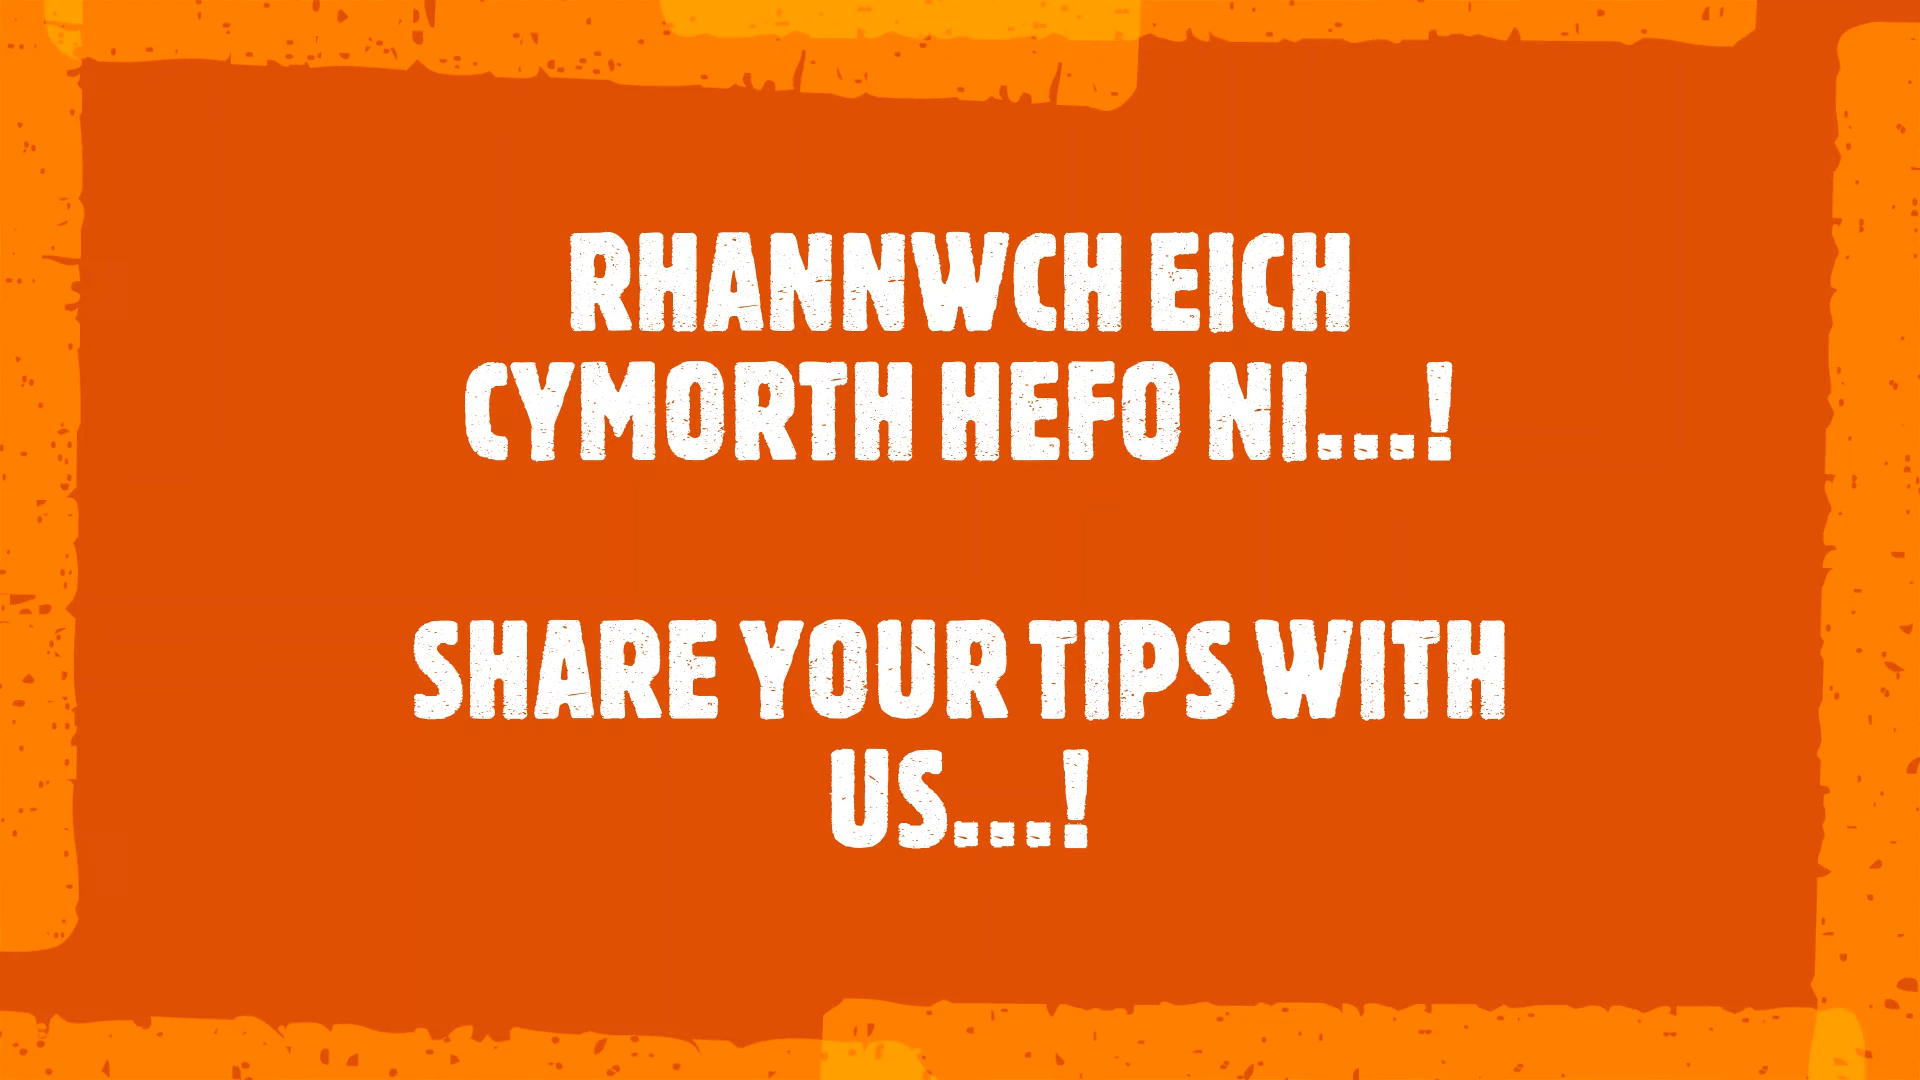 RHANNWCH EICH
CYMORTH HEFO NI...!
SHARE YOUR TIPS WITH
US...!